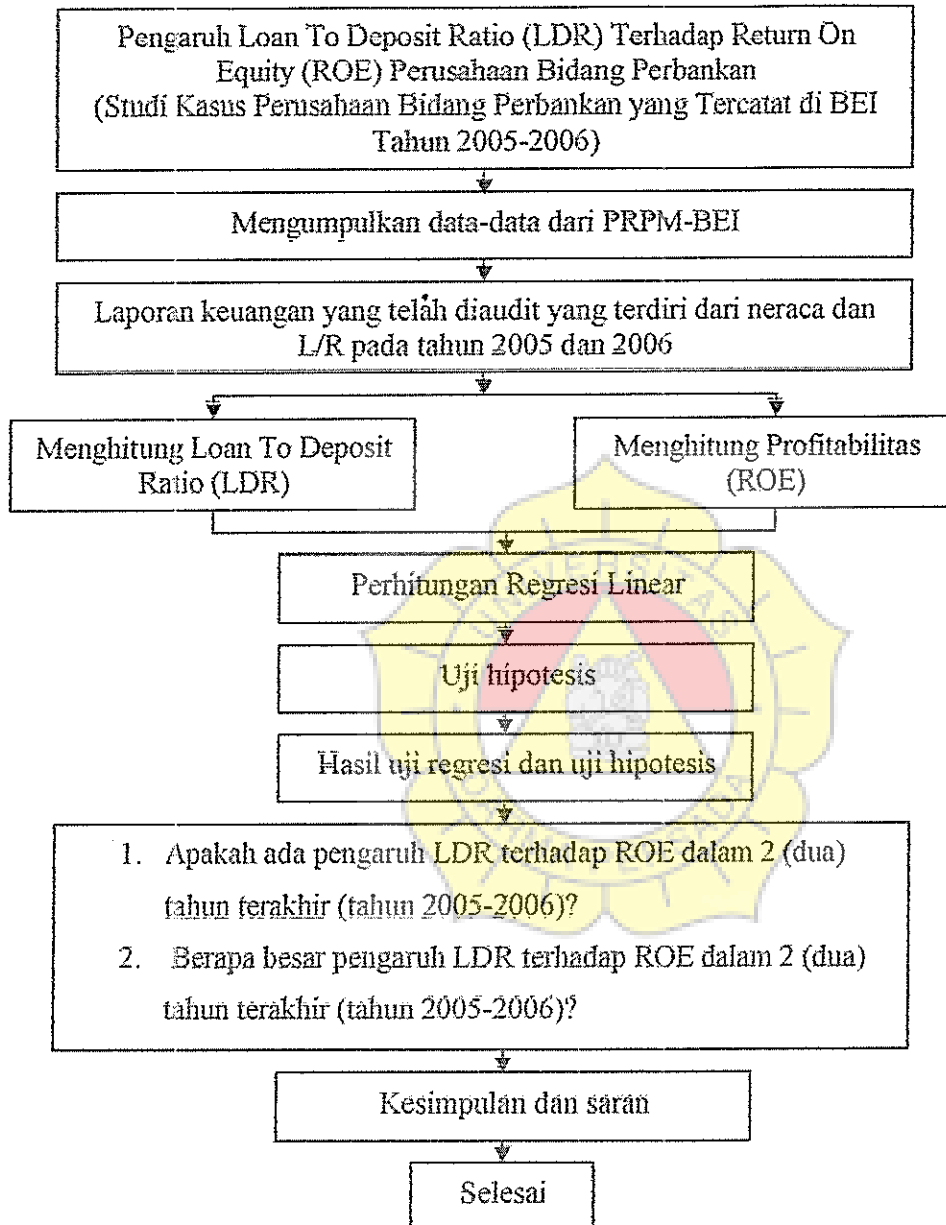 Pengaruh Loan To Deposit Ratio (LDR) Terhadap Return On
Equity (ROE) Perusahaan Bidang Perbankan
(Studi Kasus Perusahaan Bidang Perbankan yang Tercatat di BEI
Tahun 2005-2006)
Mengumpulkan data-data dari PRPM-BEI
Laporan keuangan yang telah diaudit yang terdiri dari neraca dan
L/R pada tahun 2005 dan 2006
Menghitung Loan To Deposit
Ratio (LDR)
Menghitung Profitabilitas
(ROE)
Perhitungan Regresi Linear
Uji hipotesis
Hasil uji regresi dan uji hipotesis
1. Apakah ada pengaruh LDR terhadap ROE dalam 2 (dua)
tahun terakhir (tahun 2005-2006)?
2. Berapa besar pengaruh LDR terhadap ROE dalam 2 (dua)
tahun terakhir (tahun 2005-2006)?
Kesimpulan dan saran
Selesai
UNIVERSITAS
DARMA PERSADA